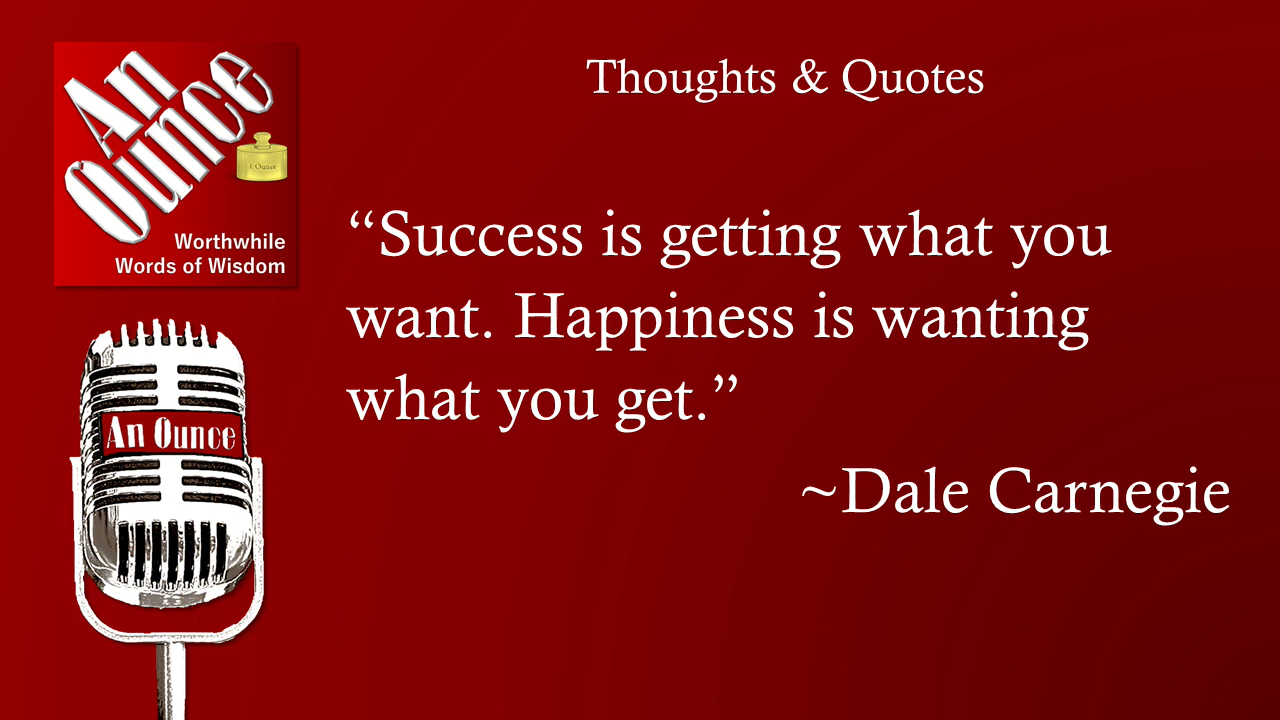 An
Ounce
1 Ounce
Worthwhile
Words of Wisdom
An Ounce
Thoughts & Quotes
“Success is getting what you
want. Happiness is wanting
what you get.”
~Dale Carnegie